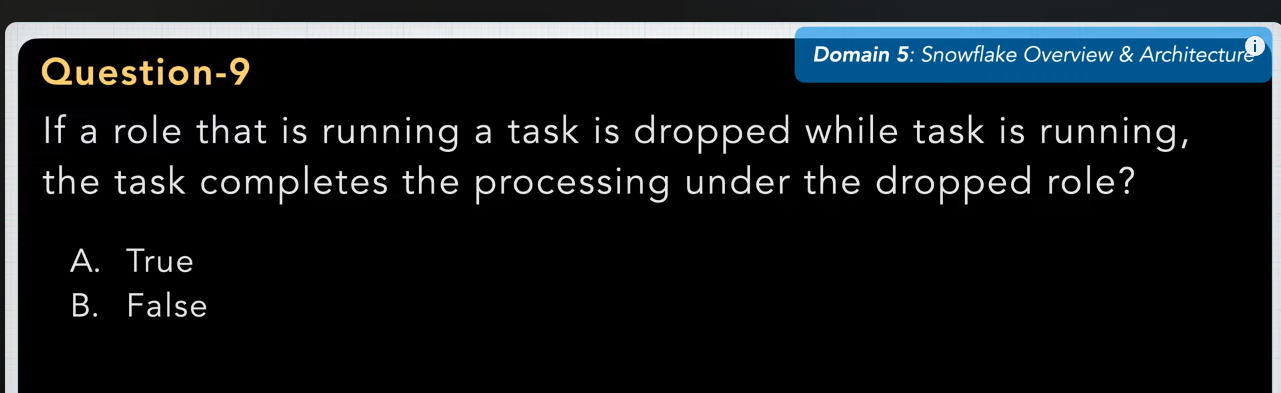 Domain 5: Snowflake Overview & Architecture
Question-9
If a role that is running a task is dropped while task is running,
the task completes the processing under the dropped role?
A. True
B. False